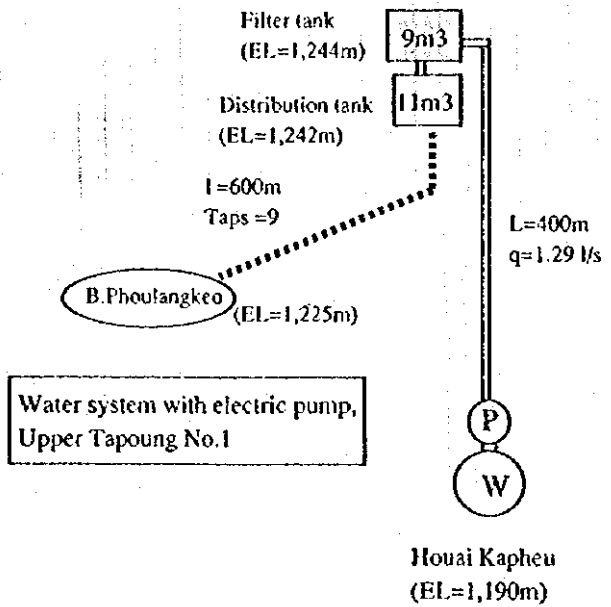 Filter tank
(EL=1,244m)
9m3
Distribution tank
(EL=1,242m)
11m3
l=600m
Taps =9
L=400m
q=1.29 l/s
B.Phoulangkeo
(EL=1,225m)
Water system with electric pump,
Upper Tapoung No.1
P
W
Houai Kapheu
(EL=1,190m)